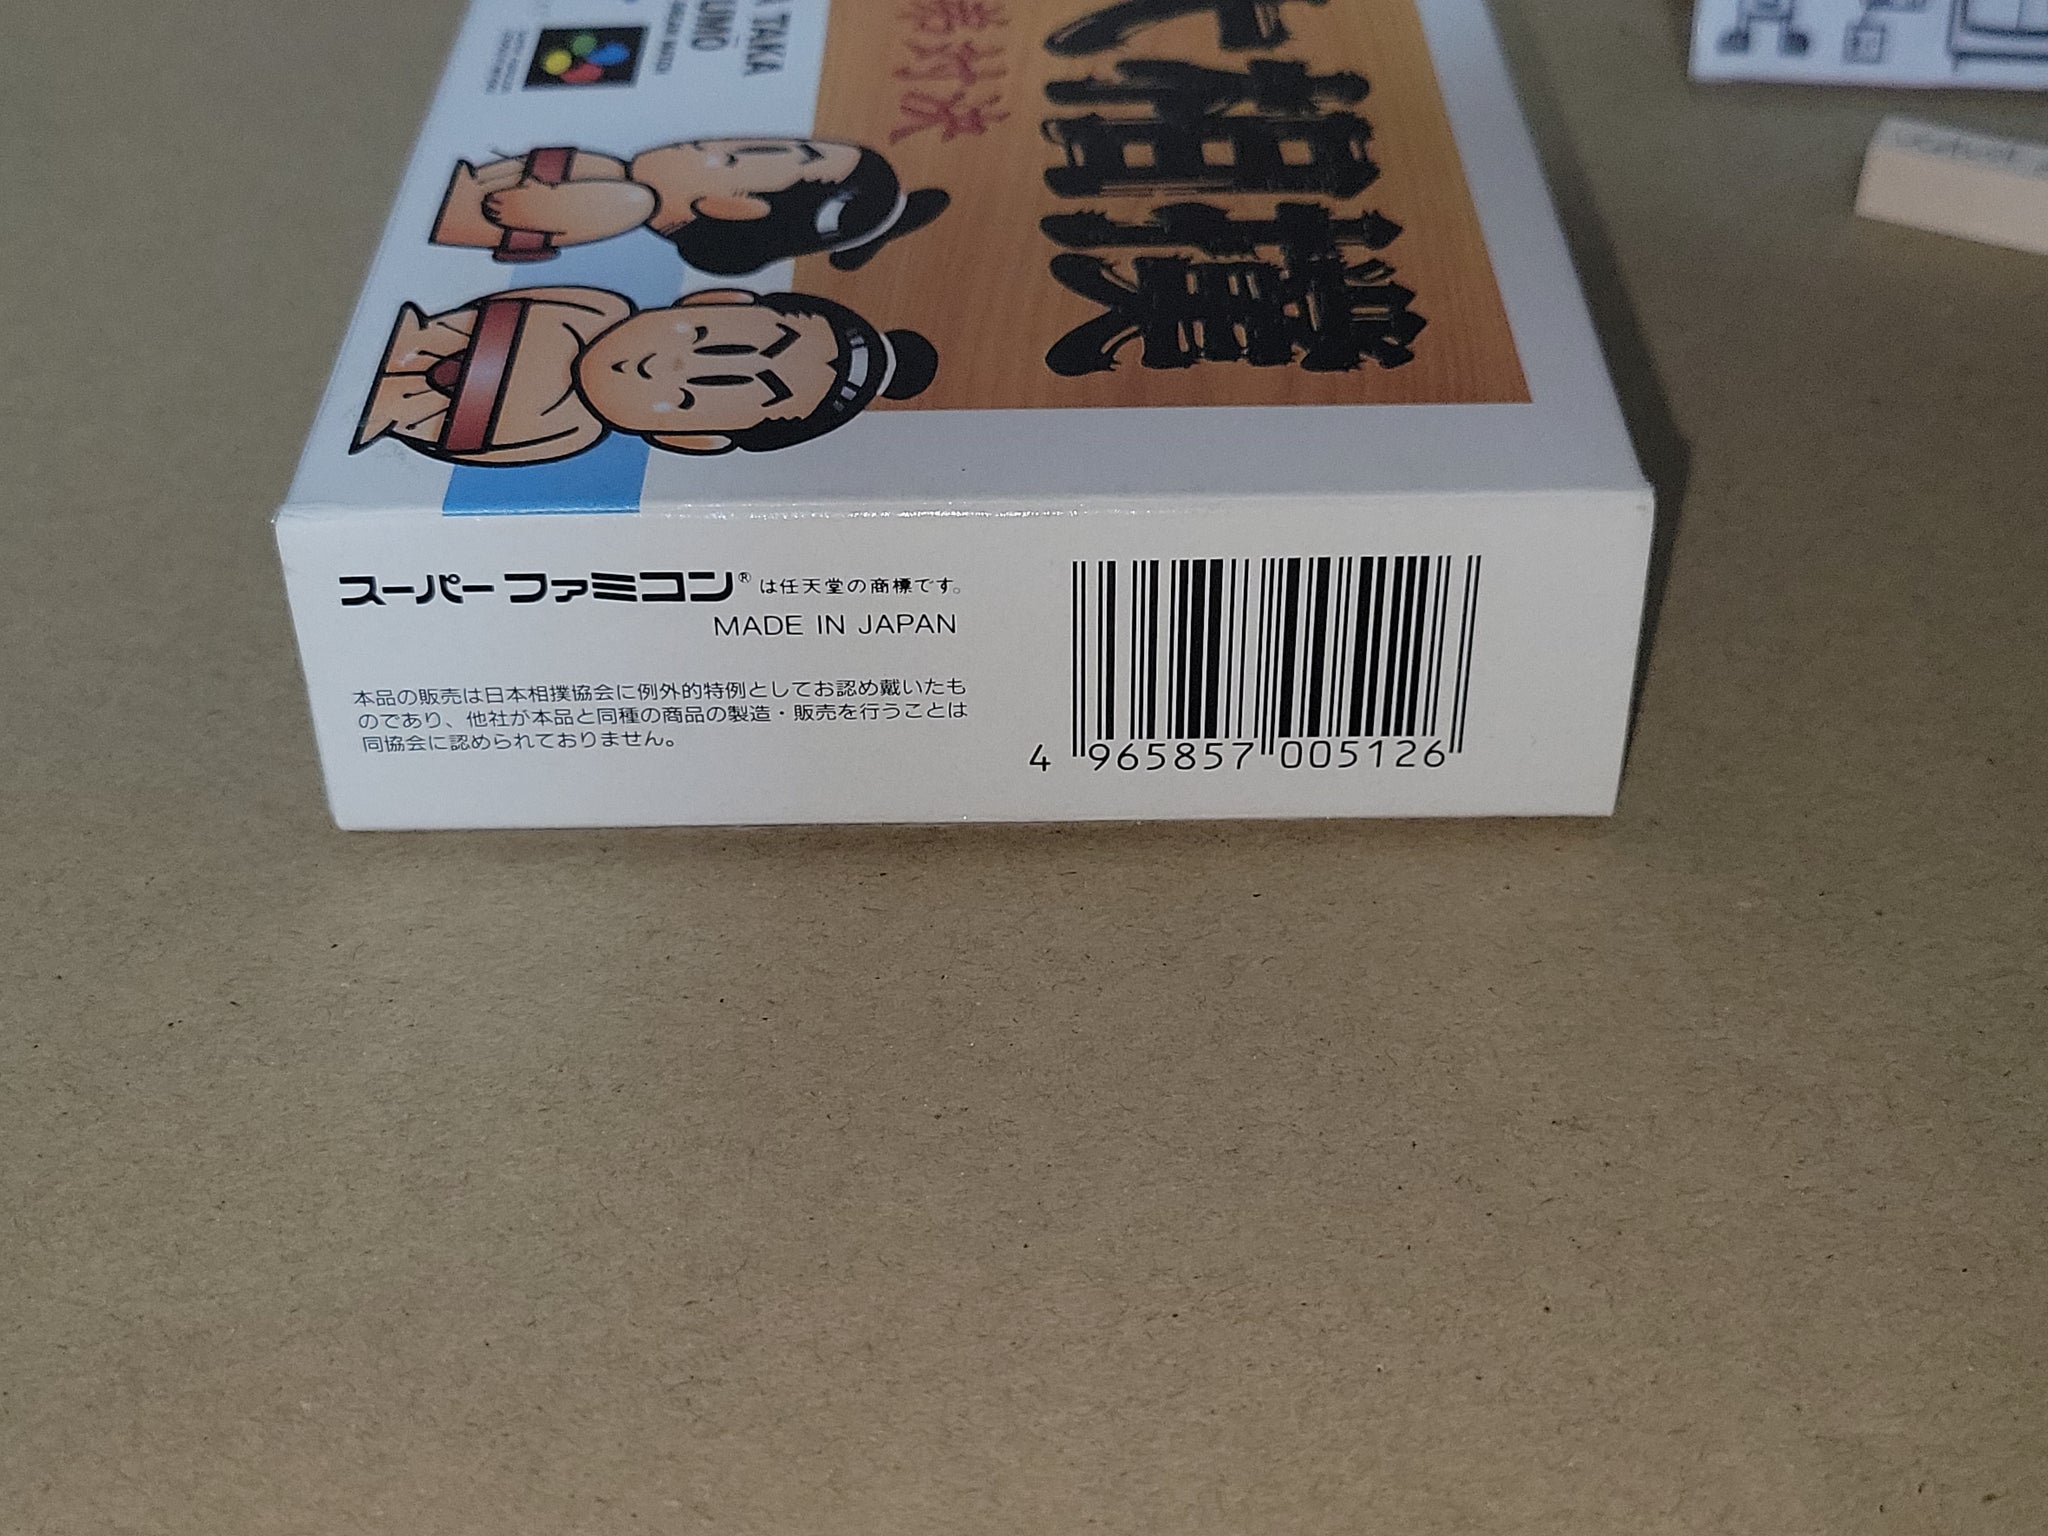 大相撲
TAKA
スーパーファミコン®は任天堂の商標です。
MADE IN JAPAN
本品の販売は日本相撲協会に例外的特例としてお認め戴いたも
のであり、他社が本品と同種の商品の製造・販売を行うことは
同協会に認められておりません。
4 965857 005126